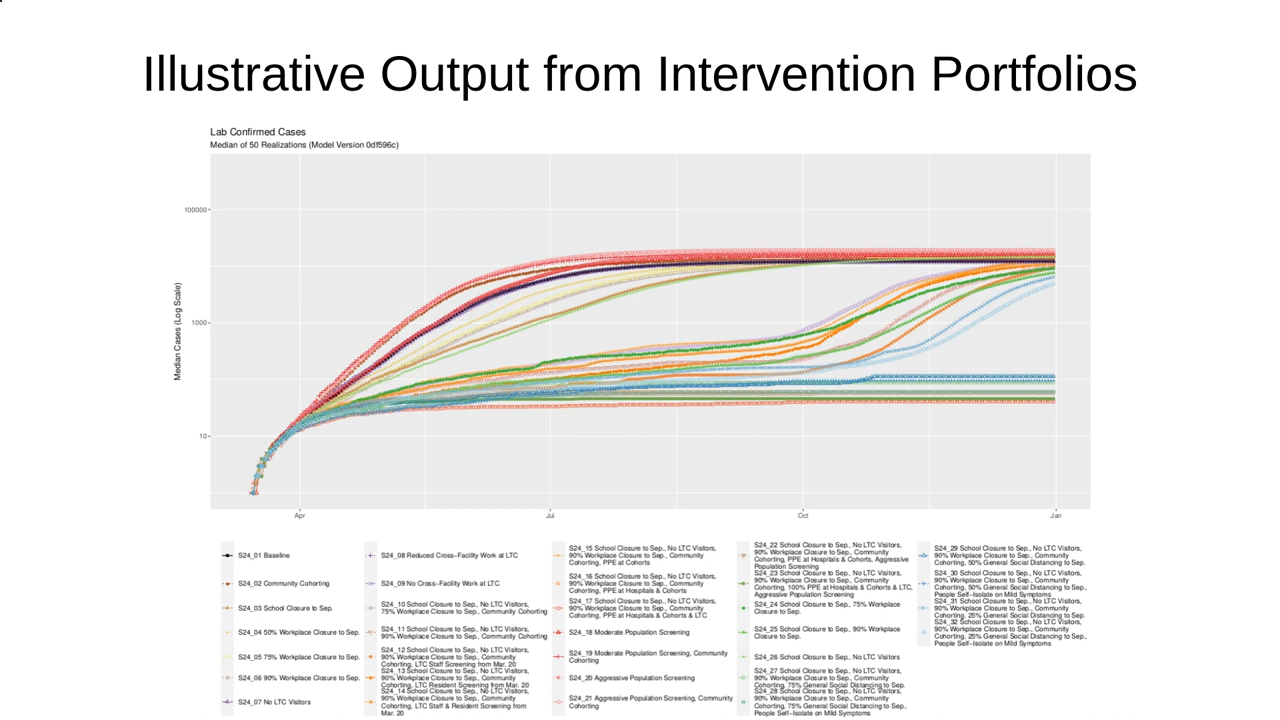 Illustrative Output from Intervention Portfolios
Lab Confirmed Cases
Median of 50 Realizations (Model Version 0df596c)
Median Cases (Log Scale)
100000
1000
10
Apr
Jul
Oct
Jan
S24_01 Baseline
S24_02 Community Cohorting
S24_03 School Closure to Sep.
S24_04 50% Workplace Closure to Sep.
S24_05 75% Workplace Closure to Sep.
S24_06 90% Workplace Closure to Sep.
S24_07 No LTC Visitors
S24_08 Reduced Cross-Facility Work at LTC
S24_09 No Cross-Facility Work at LTC
S24_10 School Closure to Sep., No LTC Visitors,
75% Workplace Closure to Sep., Community Cohorting
S24_11 School Closure to Sep., No LTC Visitors,
90% Workplace Closure to Sep., Community Cohorting
S24_12 School Closure to Sep., No LTC Visitors,
90% Workplace Closure to Sep., Community
Cohorting, LTC Staff Screening from Mar. 20
S24_13 School Closure to Sep., No LTC Visitors,
90% Workplace Closure to Sep., Community
Cohorting, LTC Resident Screening from Mar. 20
S24_14 School Closure to Sep., No LTC Visitors,
90% Workplace Closure to Sep., Community
Cohorting, LTC Staff & Resident Screening from
Mar. 20
S24_15 School Closure to Sep., No LTC Visitors,
90% Workplace Closure to Sep., Community
Cohorting, PPE at Cohorts
S24_16 School Closure to Sep., No LTC Visitors,
90% Workplace Closure to Sep., Community
Cohorting, PPE at Hospitals & Cohorts
S24_17 School Closure to Sep., No LTC Visitors,
90% Workplace Closure to Sep., Community
Cohorting, PPE at Hospitals & Cohorts & LTC
S24_18 Moderate Population Screening
S24_19 Moderate Population Screening, Community
Cohorting
S24_20 Aggressive Population Screening
S24_21 Aggressive Population Screening, Community
Cohorting
S24_22 School Closure to Sep., No LTC Visitors,
90% Workplace Closure to Sep., Community
Cohorting, PPE at Hospitals & Cohorts, Aggressive
Population Screening
S24_23 School Closure to Sep., No LTC Visitors,
90% Workplace Closure to Sep., Community
Cohorting, 100% PPE at Hospitals & Cohorts & LTC,
Aggressive Population Screening
S24_24 School Closure to Sep., 75% Workplace
Closure to Sep.
S24_25 School Closure to Sep., 90% Workplace
Closure to Sep.
S24_26 School Closure to Sep., No LTC Visitors
S24_27 School Closure to Sep., No LTC Visitors,
90% Workplace Closure to Sep., Community
Cohorting, 75% General Social Distancing to Sep.
S24_28 School Closure to Sep., No LTC Visitors,
90% Workplace Closure to Sep., Community
Cohorting, 75% General Social Distancing to Sep.,
People Self-Isolate on Mild Symptoms
S24_29 School Closure to Sep., No LTC Visitors,
90% Workplace Closure to Sep., Community
Cohorting, 50% General Social Distancing to Sep.
S24_30 School Closure to Sep., No LTC Visitors,
90% Workplace Closure to Sep., Community
Cohorting, 50% General Social Distancing to Sep.,
People Self-Isolate on Mild Symptoms
S24_31 School Closure to Sep., No LTC Visitors,
90% Workplace Closure to Sep., Community
Cohorting, 25% General Social Distancing to Sep.
S24_32 School Closure to Sep., No LTC Visitors,
90% Workplace Closure to Sep., Community
Cohorting, 25% General Social Distancing to Sep.,
People Self-Isolate on Mild Symptoms